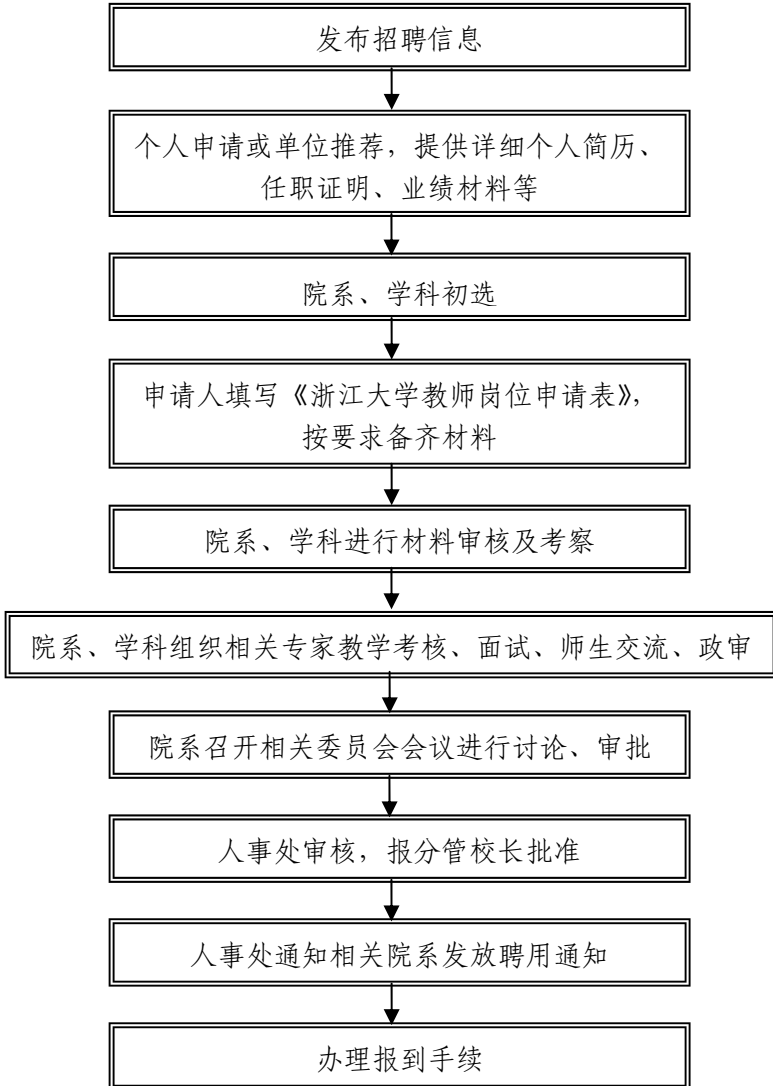 发布招聘信息
个人申请或单位推荐，提供详细个人简历、
任职证明、业绩材料等
院系、学科初选
申请人填写《浙江大学教师岗位申请表》，
按要求备齐材料
院系、学科进行材料审核及考察
院系、学科组织相关专家教学考核、面试、师生交流、政审
院系召开相关委员会会议进行讨论、审批
人事处审核，报分管校长批准
人事处通知相关院系发放聘用通知
办理报到手续